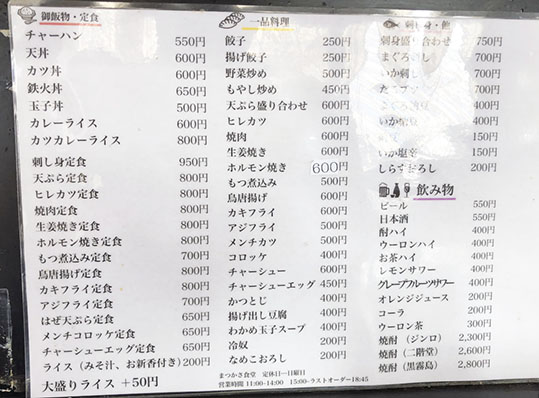 御飯物・定食
チャーハン 550円
天丼 600円
カツ丼 600円
鉄火丼 650円
玉子丼 500円
カレーライス 600円
カツカレーライス 800円
刺し身定食 950円
天ぷら定食 800円
ヒレカツ定食 800円
焼肉定食 800円
生姜焼き定食 800円
ホルモン焼き定食 800円
もつ煮込み定食 700円
鳥唐揚げ定食 800円
カキフライ定食 800円
アジフライ定食 700円
はぜ天ぷら定食 650円
メンチコロッケ定食 650円
チャーシューエッグ定食 650円
ライス（みそ汁、お新香付き）200円
大盛りライス +50円
一品料理
餃子 250円
揚げ餃子 250円
野菜炒め 500円
もやし炒め 450円
天ぷら盛り合わせ 600円
ヒレカツ 600円
焼肉 600円
生姜焼き 600円
ホルモン焼き 600円
もつ煮込み 500円
鳥唐揚げ 600円
カキフライ 600円
アジフライ 500円
メンチカツ 500円
コロッケ 400円
チャーシュー 600円
チャーシューエッグ 450円
かつとじ 400円
揚げ出し豆腐 400円
わかめ玉子スープ 400円
冷奴 200円
なめこおろし 200円
まつかさ食堂 定休日―日曜日
営業時間 11:00-14:00 15:00-ラストオーダー18:45
刺し身・
刺身盛り合わせ 750円
まぐろ刺し 700円
いか刺し 700円
700円
まぐろ納豆 400円
いか納豆 400円
150円
いか塩辛 150円
しらすおろし 200円
飲み物
ビール 550円
日本酒 550円
酎ハイ 400円
ウーロンハイ 400円
お茶ハイ 400円
レモンサワー 400円
グレープフルーツサワー 400円
オレンジジュース 200円
コーラ 200円
ウーロン茶 300円
焼酎（ジンロ） 2,300円
焼酎（二階堂） 2,600円
焼酎（黒霧島） 2,800円